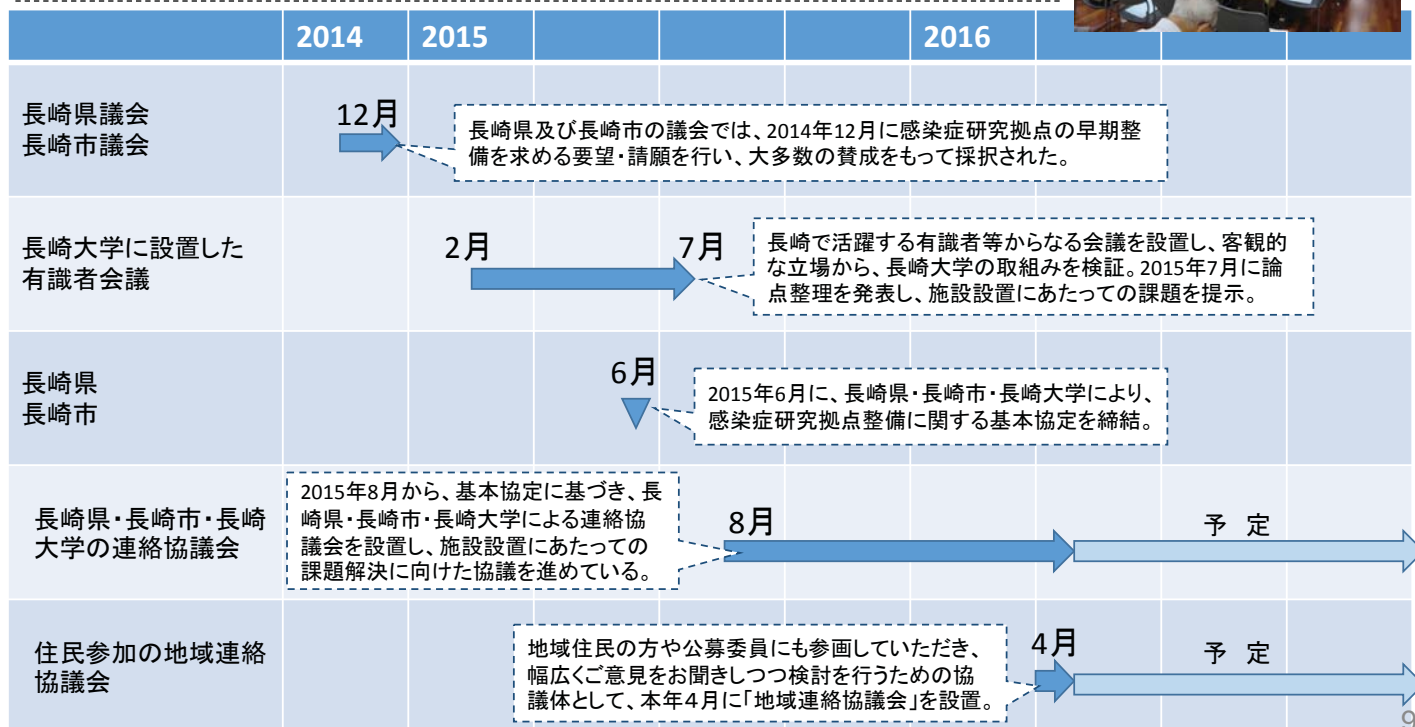 2014 2015 2016
長崎県議会
長崎市議会
12月
長崎県及び長崎市の議会では、2014年12月に感染症研究拠点の早期整
備を求める要望・請願を行い、大多数の賛成をもって採択された。
長崎大学に設置した
有識者会議
2月
7月
長崎で活躍する有識者等からなる会議を設置し、客観的
な立場から、長崎大学の取組みを検証。2015年7月に論
点整理を発表し、施設設置にあたっての課題を提示。
長崎県
長崎市
6月
2015年6月に、長崎県・長崎市・長崎大学により、
感染症研究拠点整備に関する基本協定を締結。
長崎県・長崎市・長崎
大学の連絡協議会
2015年8月から、基本協定に基づき、長
崎県・長崎市・長崎大学による連絡協
議会を設置し、施設設置にあたっての
課題解決に向けた協議を進めている。
8月
予 定
住民参加の地域連絡
協議会
地域住民の方や公募委員にも参画していただき、
幅広くご意見をお聞きしつつ検討を行うための協
議体として、本年4月に「地域連絡協議会」を設置。
4月
予 定
9